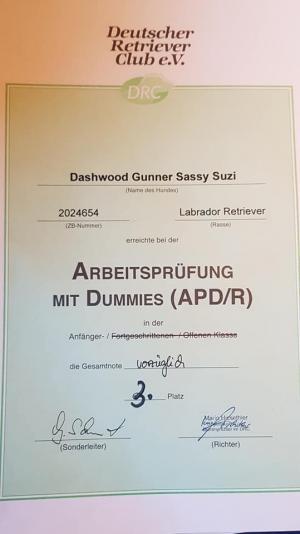 Deutscher
Retriever
Club e.V.
DRC
Dashwood Gunner Sassy Suzi
(Name des Hundes)
2024654 Labrador Retriever
(ZB-Nummer) (Rasse)
erreichte bei der
ARBEITSPRÜFUNG
MIT DUMMIES (APD/R)
in der
Anfänger- / Fortgeschrittenen- / Offenen Klasse
die Gesamtnote vorzüglich
3. Platz
(Sonderleiter) (Richter)